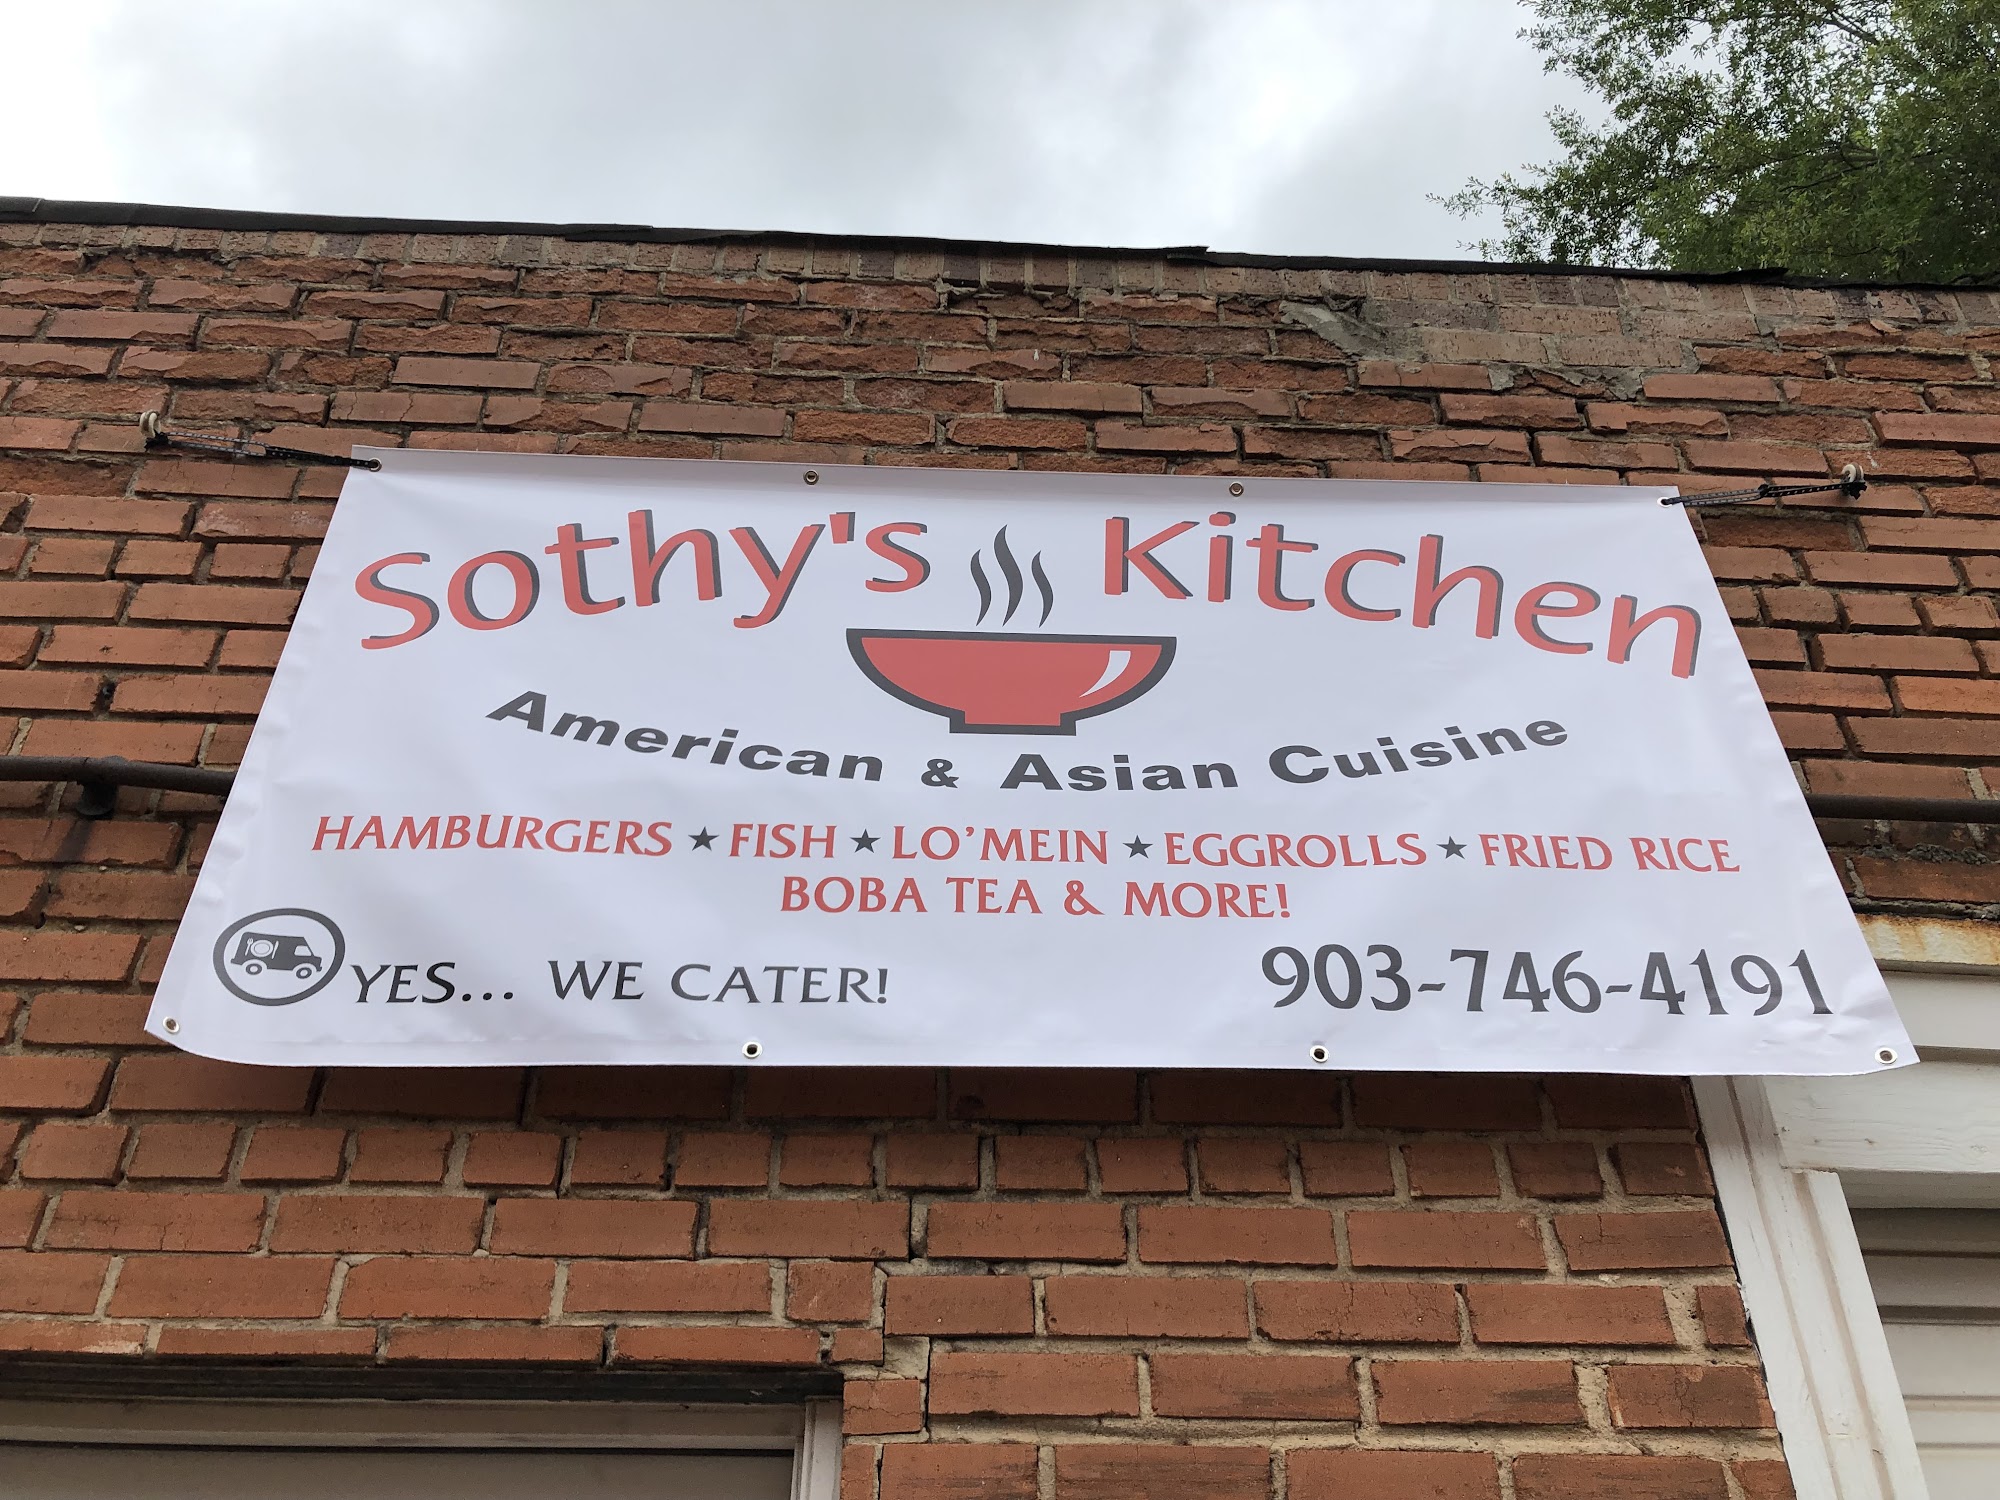 Sothy's Kitchen
American & Asian Cuisine
HAMBURGERS ★ FISH ★ LO'MEIN ★ EGGROLLS ★ FRIED RICE
BOBA TEA & MORE!
YES... WE CATER!
903-746-4191